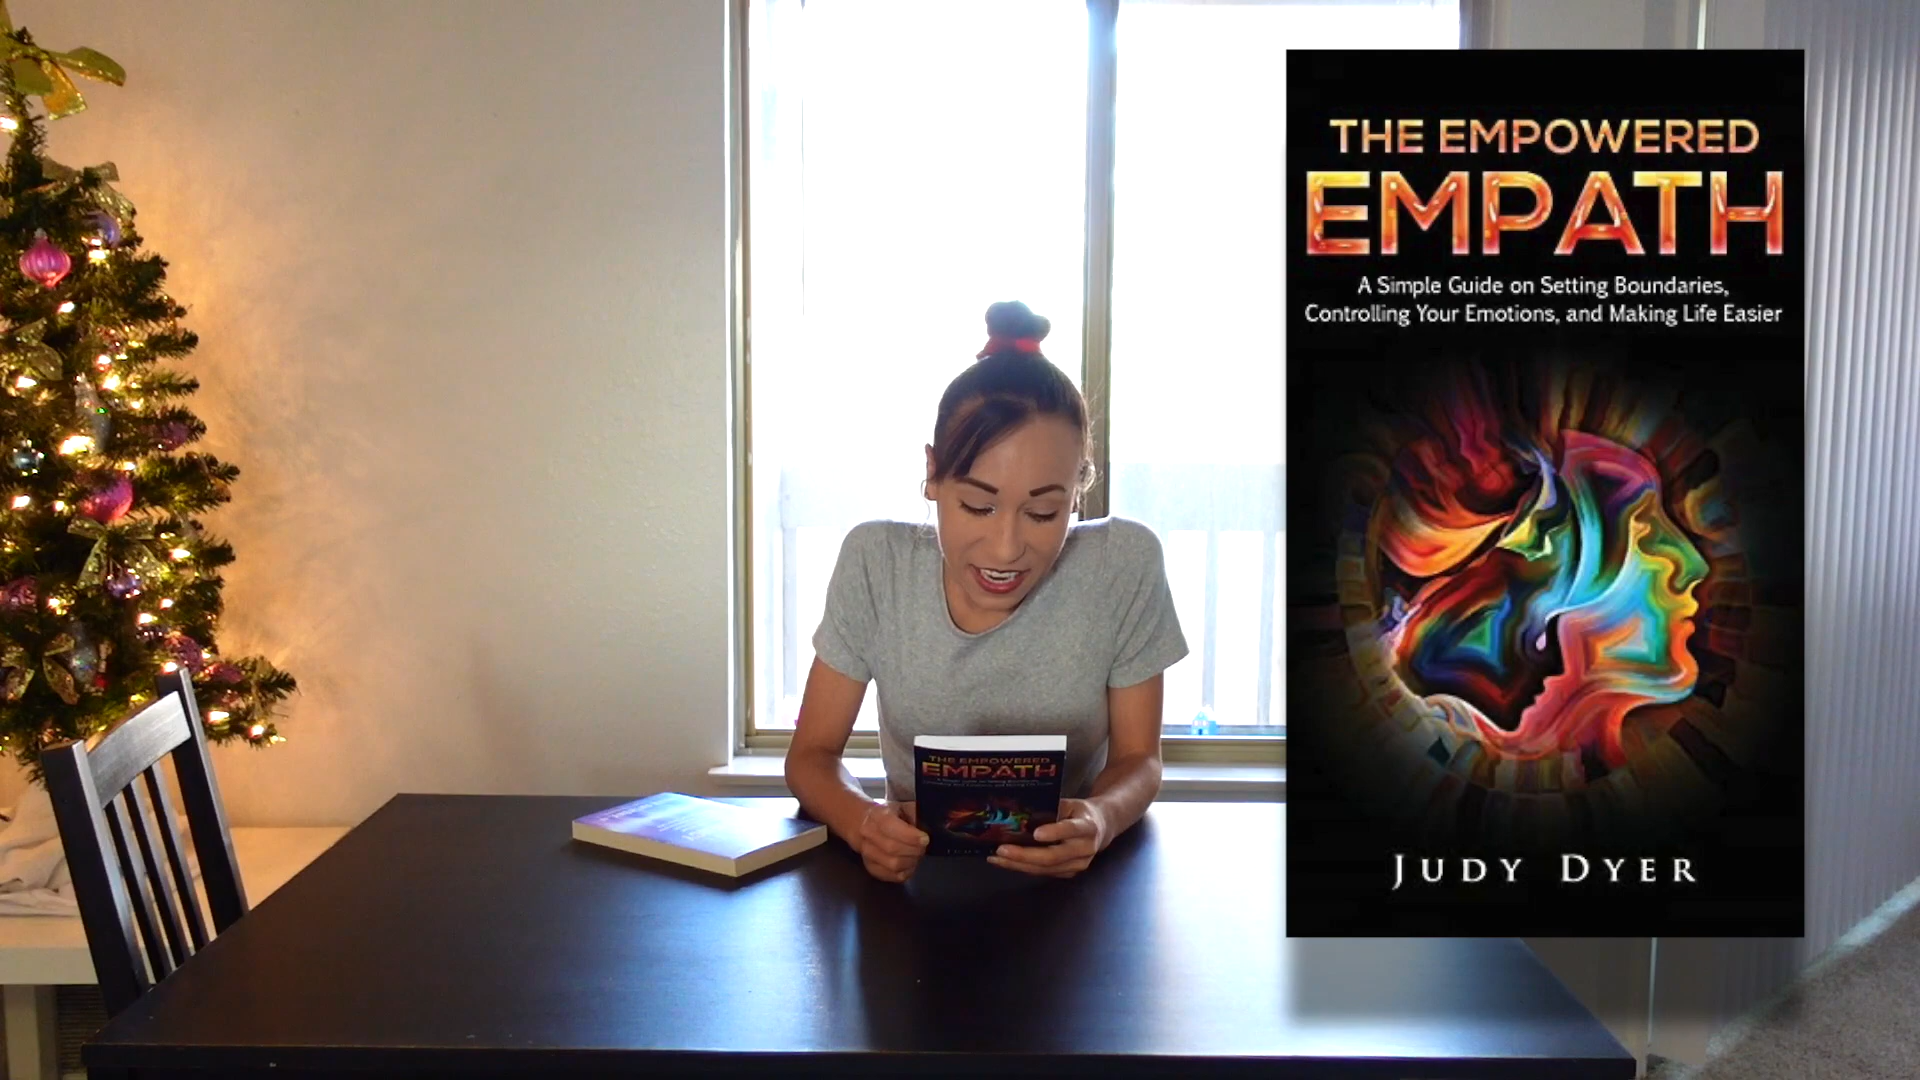 THE EMPOWERED
EMPATH
A Simple Guide on Setting Boundaries,
Controlling Your Emotions, and Making Life Easier
JUDY DYER
THE EMPOWERED
EMPATH